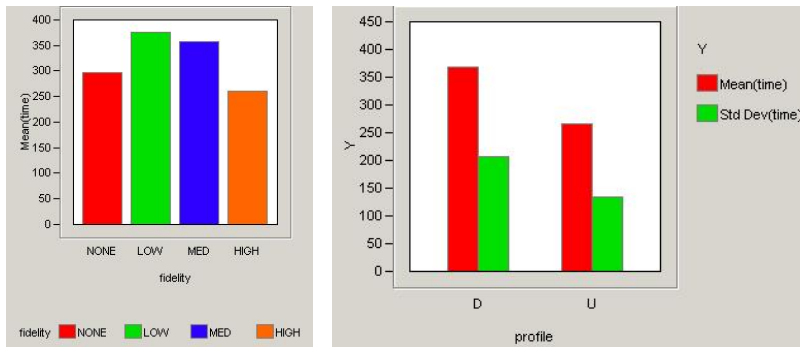 400
350
300
250
200
150
100
50
0
Mean(time)
NONE LOW MED HIGH
fidelity
fidelity NONE LOW MED HIGH
450
400
350
300
250
200
150
100
50
0
Y
D U
profile
Y
Mean(time)
Std Dev(time)